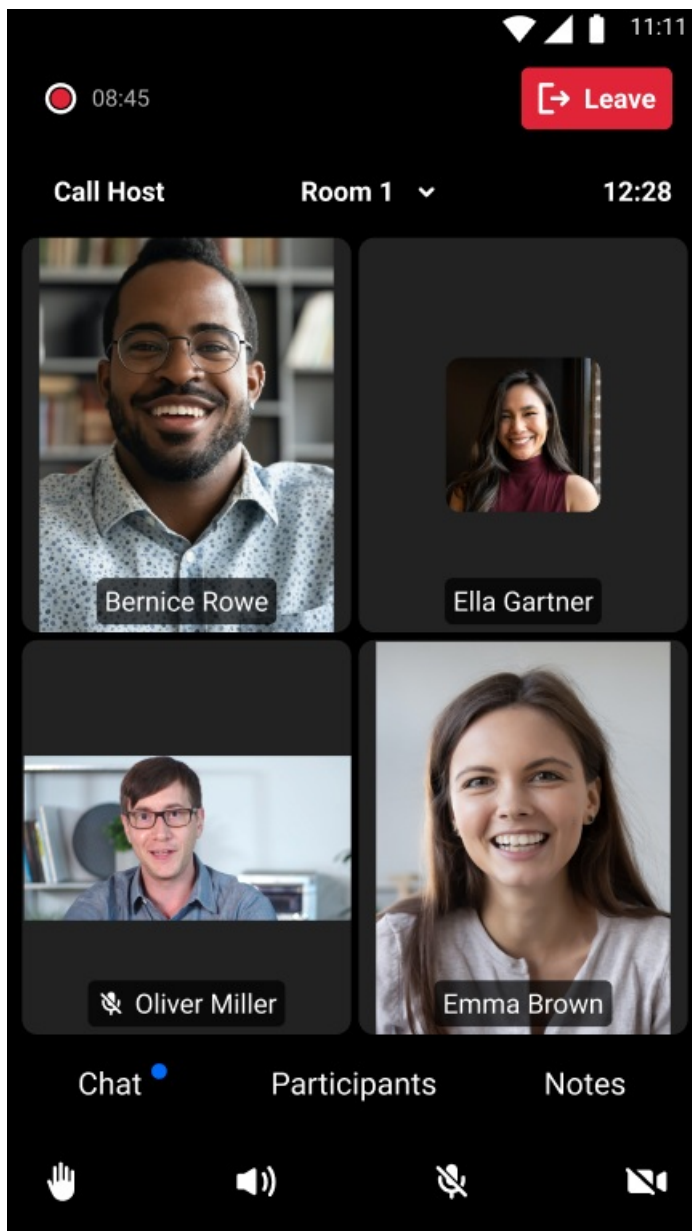 11:11
08:45
Leave
Call Host Room 1 12:28
Bernice Rowe
Ella Gartner
Oliver Miller
Emma Brown
Chat Participants Notes